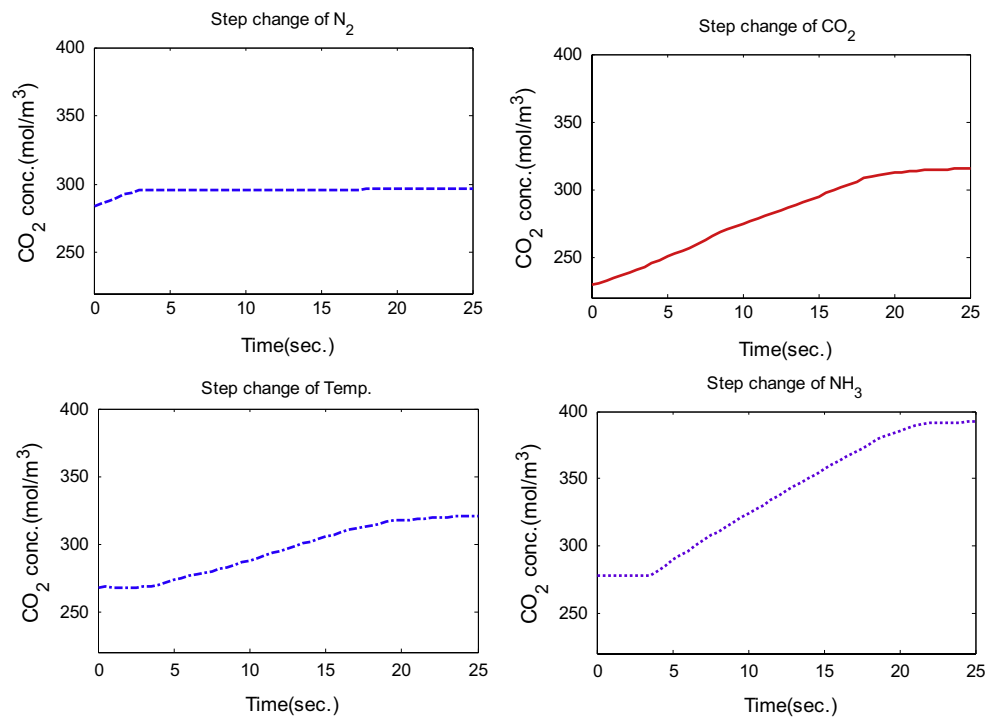 Step change of N2
400
350
300
250
0 5 10 15 20 25
CO2 conc.(mol/m3)
Time(sec.)
Step change of CO2
400
350
300
250
0 5 10 15 20 25
CO2 conc.(mol/m3)
Time(sec.)
Step change of Temp.
400
350
300
250
0 5 10 15 20 25
CO2 conc.(mol/m3)
Time(sec.)
Step change of NH3
400
350
300
250
0 5 10 15 20 25
CO2 conc.(mol/m3)
Time(sec.)